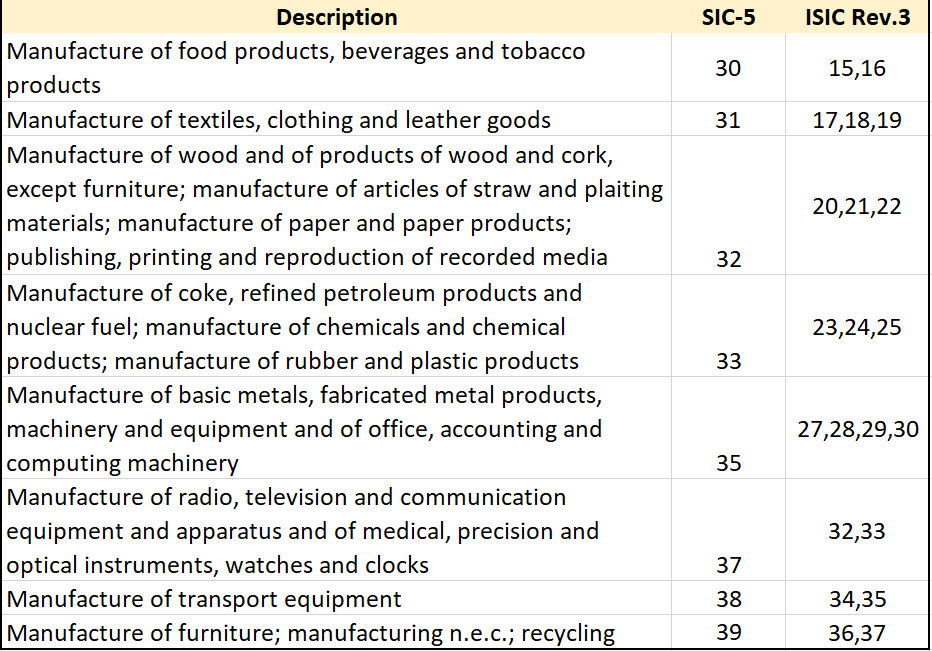 Description SIC-5 ISIC Rev.3
Manufacture of food products, beverages and tobacco
products 30 15,16
Manufacture of textiles, clothing and leather goods 31 17,18,19
Manufacture of wood and of products of wood and cork,
except furniture; manufacture of articles of straw and plaiting
materials; manufacture of paper and paper products;
publishing, printing and reproduction of recorded media 32 20,21,22
Manufacture of coke, refined petroleum products and
nuclear fuel; manufacture of chemicals and chemical
products; manufacture of rubber and plastic products 33 23,24,25
Manufacture of basic metals, fabricated metal products,
machinery and equipment and of office, accounting and
computing machinery 35 27,28,29,30
Manufacture of radio, television and communication
equipment and apparatus and of medical, precision and
optical instruments, watches and clocks 37 32,33
Manufacture of transport equipment 38 34,35
Manufacture of furniture; manufacturing n.e.c.; recycling 39 36,37